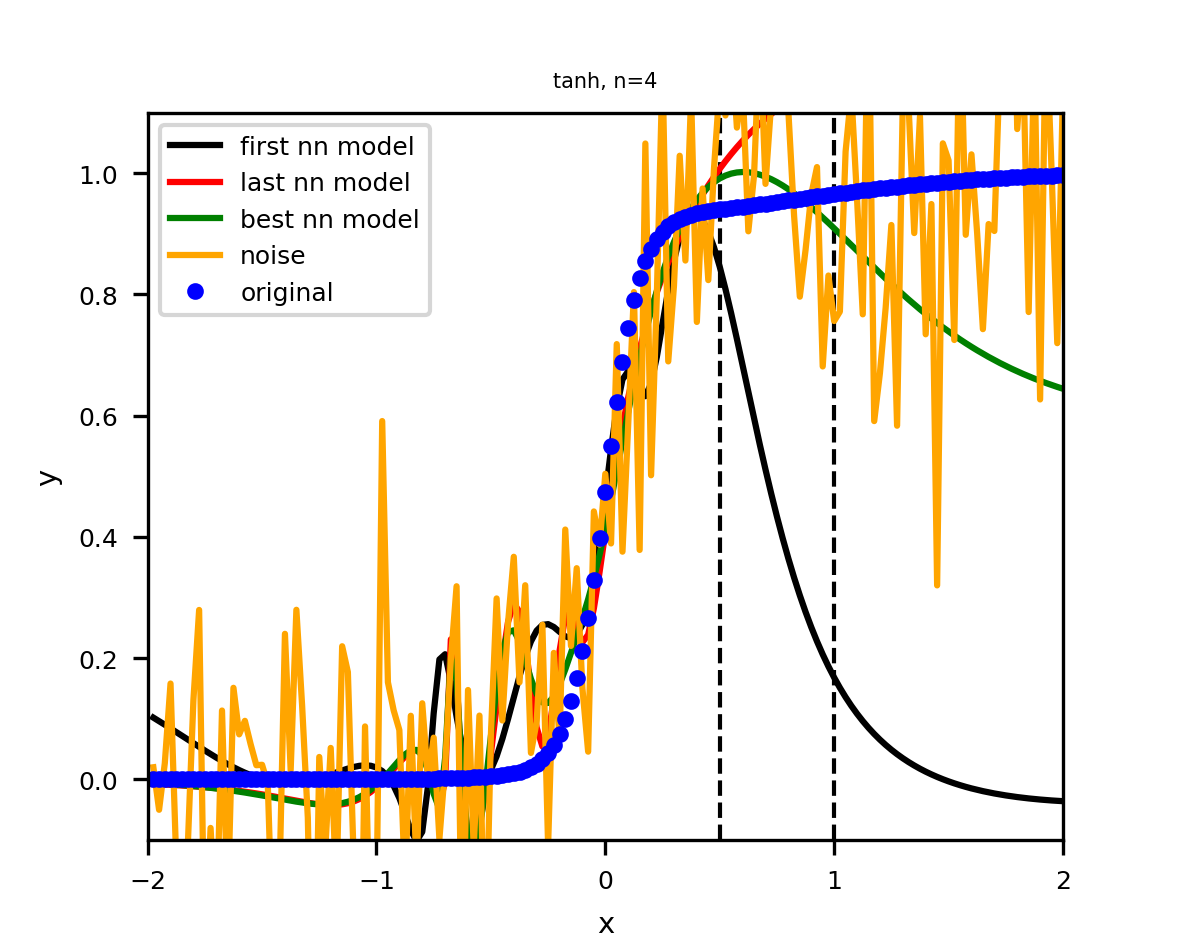 tanh, n=4
first nn model
last nn model
best nn model
noise
original
1.0
0.8
0.6
0.4
0.2
0.0
y
−2 −1 0 1 2
x